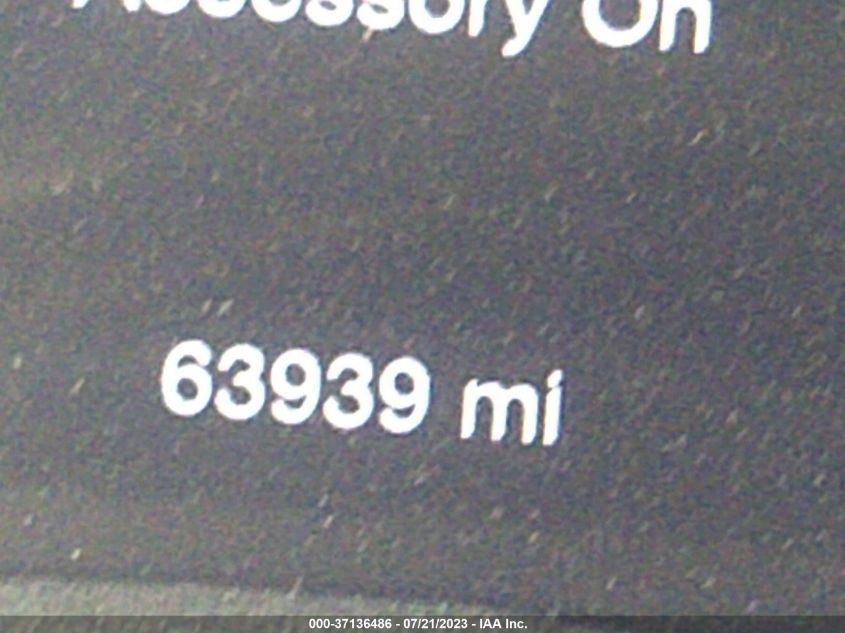 Accessory On
63939 mi
000-37136486 - 07/21/2023 - IAA Inc.